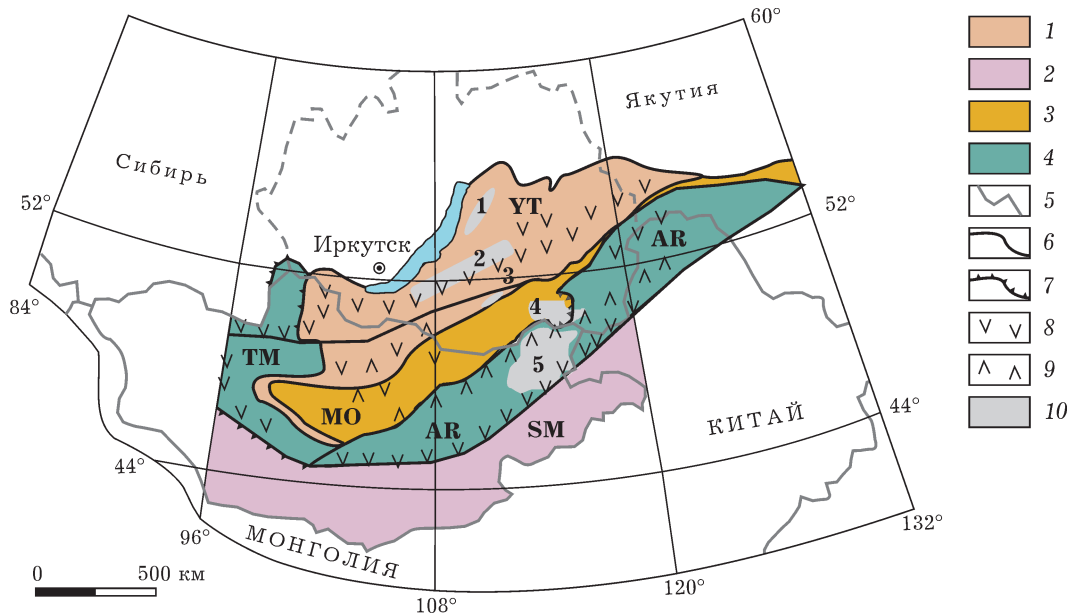 60°
Якутия
Сибирь
52°
52°
1
YT
Иркутск
AR
2
3
84°
4
TM
5
MO
AR
SM
КИТАЙ
44°
44°
96°
МОНГОЛИЯ
132°
0
500 км
120°
108°
1
2
3
4
5
6
7
8
9
10